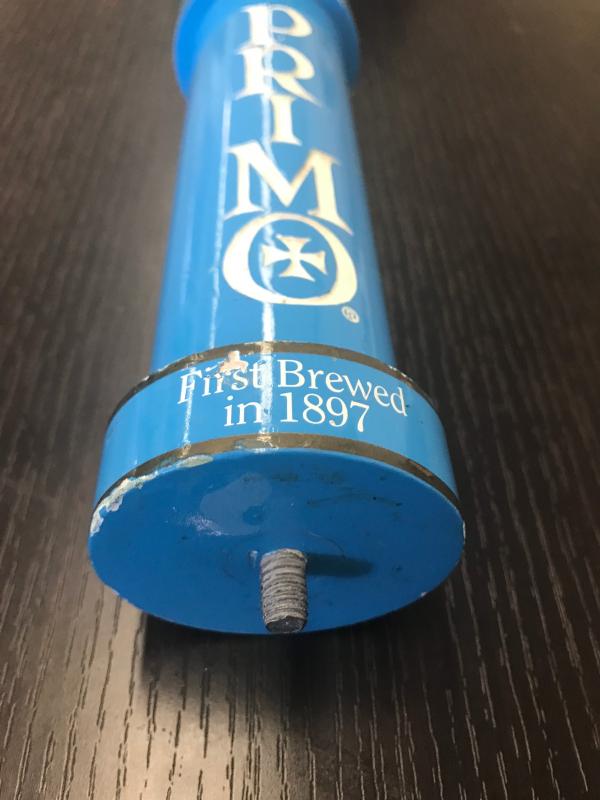 PRIMO®
First Brewed
in 1897